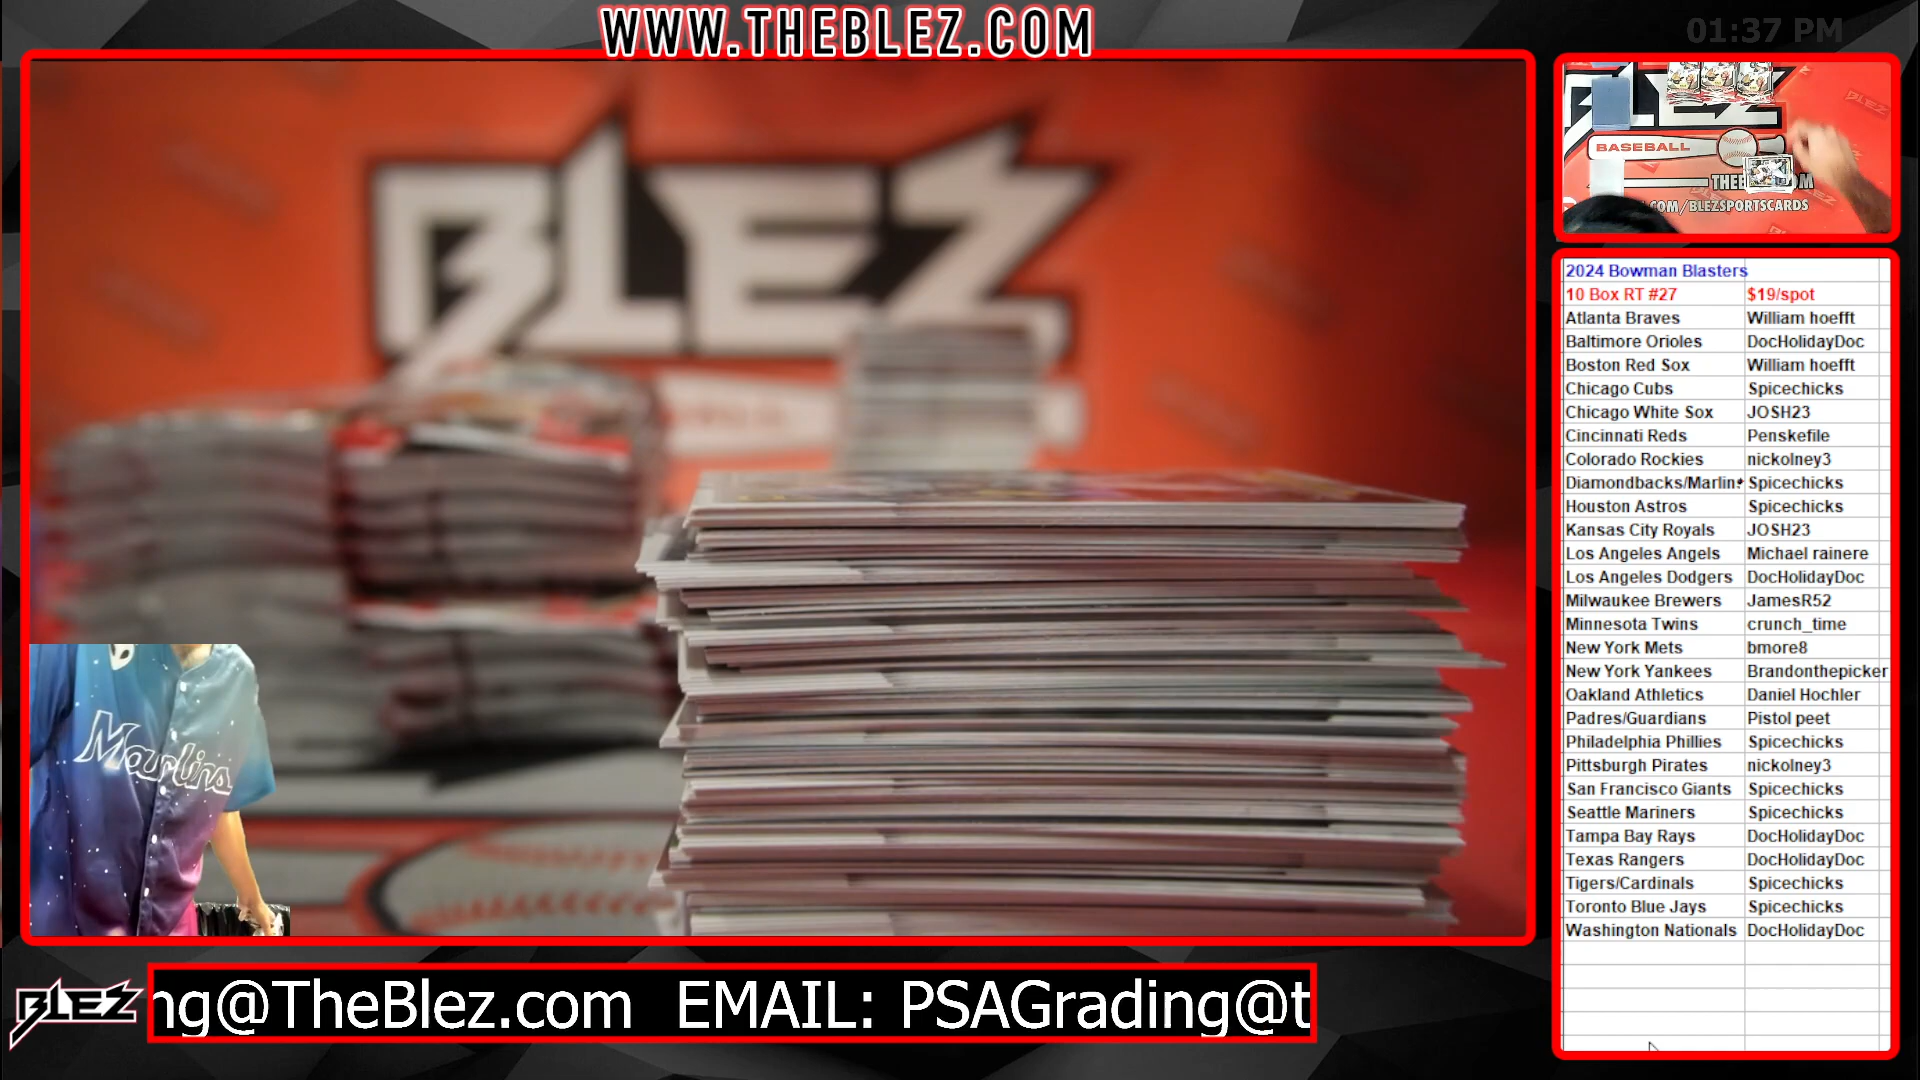 WWW.THEBLEZ.COM
01:37 PM
BLEZ
BASEBALL
.COM/BLEZSPORTSCARDS
2024 Bowman Blasters
10 Box RT #27 $19/spot
Atlanta Braves William hoefft
Baltimore Orioles DocHolidayDoc
Boston Red Sox William hoefft
Chicago Cubs Spicechicks
Chicago White Sox JOSH23
Cincinnati Reds Penskefile
Colorado Rockies nickolney3
Diamondbacks/Marlins Spicechicks
Houston Astros Spicechicks
Kansas City Royals JOSH23
Los Angeles Angels Michael rainere
Los Angeles Dodgers DocHolidayDoc
Milwaukee Brewers JamesR52
Minnesota Twins crunch_time
New York Mets bmore8
New York Yankees Brandonthepicker
Oakland Athletics Daniel Hochler
Padres/Guardians Pistol peet
Philadelphia Phillies Spicechicks
Pittsburgh Pirates nickolney3
San Francisco Giants Spicechicks
Seattle Mariners Spicechicks
Tampa Bay Rays DocHolidayDoc
Texas Rangers DocHolidayDoc
Tigers/Cardinals Spicechicks
Toronto Blue Jays Spicechicks
Washington Nationals DocHolidayDoc
Marlins
BLEZ
ng@TheBlez.com EMAIL: PSAGrading@t